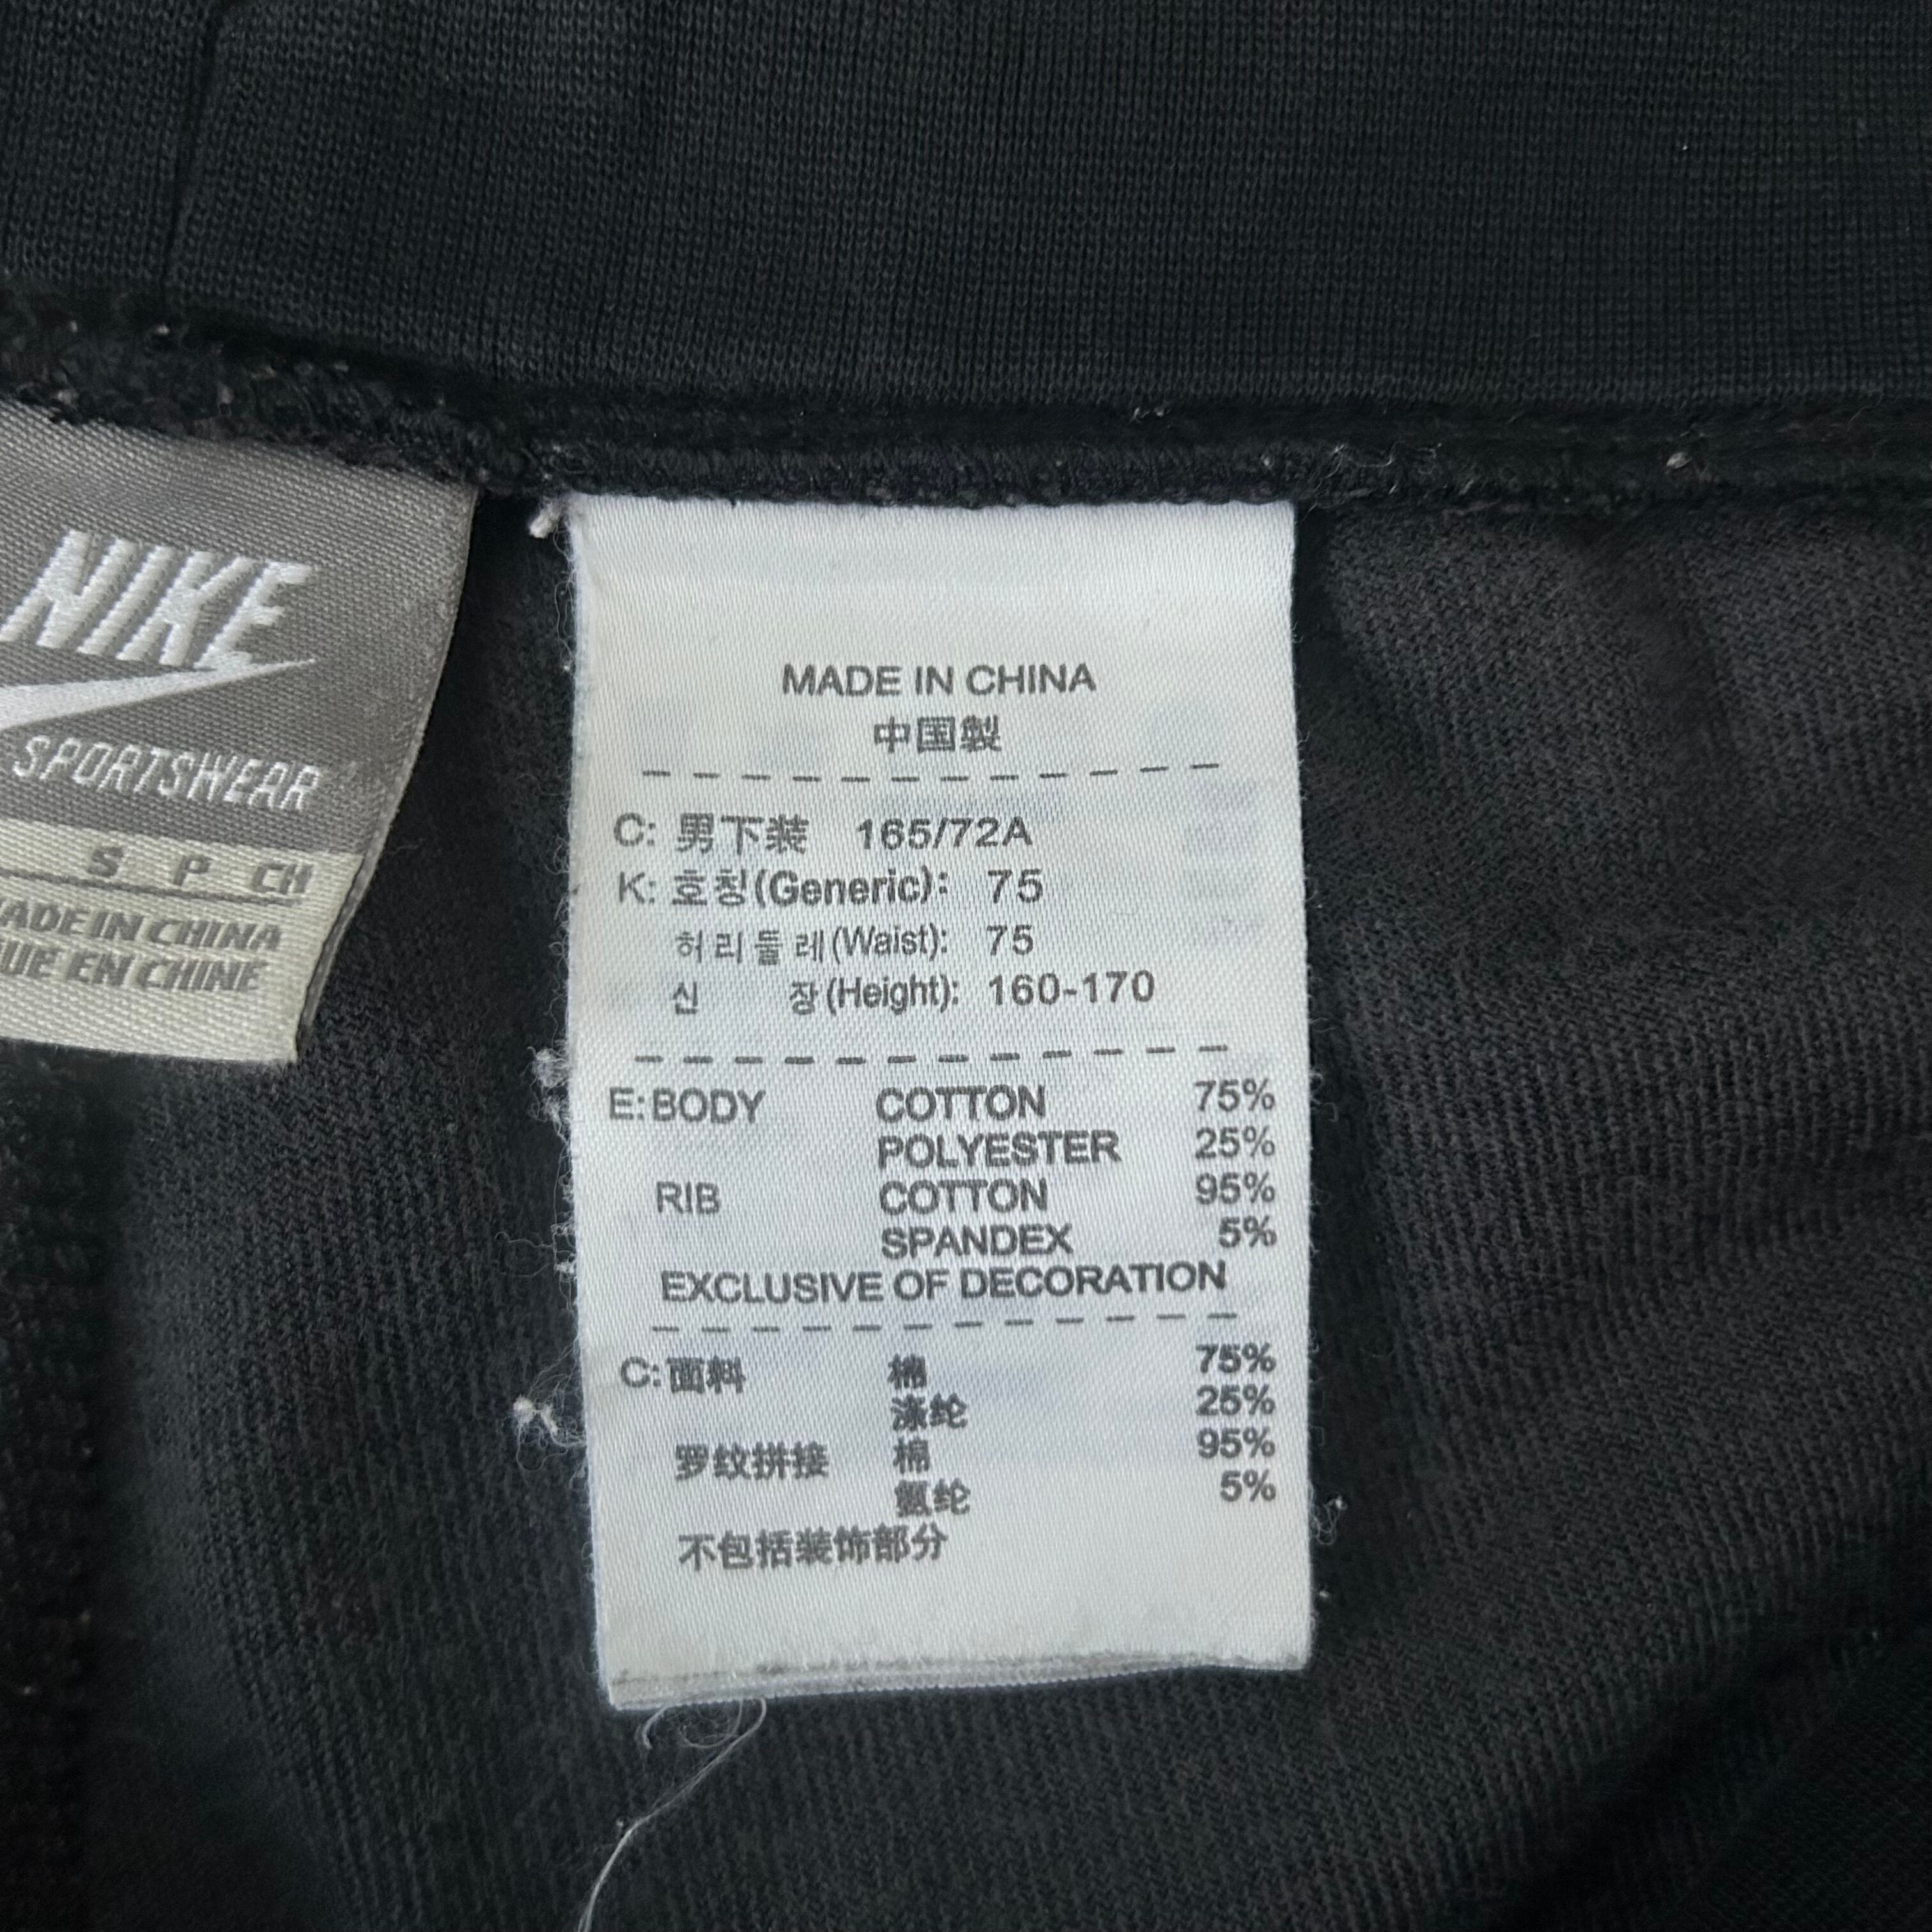 NIKE
SPORTSWEAR
S P CH
ADE IN CHINA
UE EN CHINE
MADE IN CHINA
中国製
C: 男下装 165/72A
K: 호칭(Generic): 75
허리둘레(Waist): 75
신 장(Height): 160-170
E: BODY COTTON 75%
POLYESTER 25%
RIB COTTON 95%
SPANDEX 5%
EXCLUSIVE OF DECORATION
C: 面料 棉 75%
涤纶 25%
罗纹拼接 棉 95%
氨纶 5%
不包括装饰部分